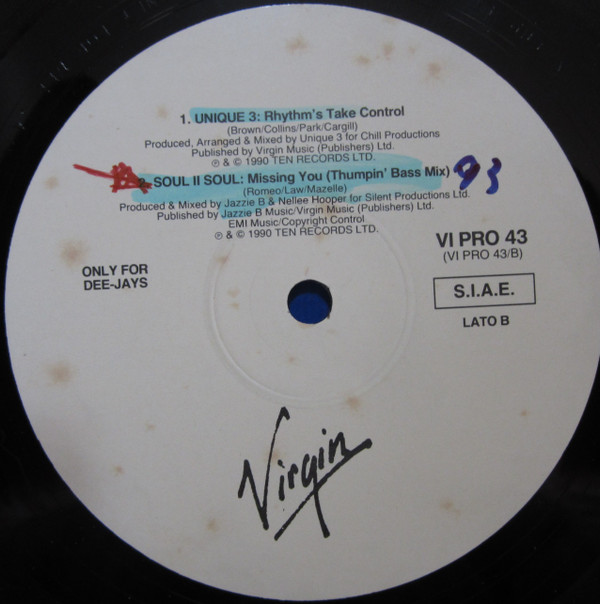 1. UNIQUE 3: Rhythm's Take Control
(Brown/Collins/Park/Cargill)
Produced, Arranged & Mixed by Unique 3 for Chill Productions
Published by Virgin Music (Publishers) Ltd.
℗ & © 1990 TEN RECORDS LTD.
SOUL II SOUL: Missing You (Thumpin' Bass Mix) 93
(Romeo/Law/Mazelle)
Produced & Mixed by Jazzie B & Nellee Hooper for Silent Productions Ltd.
Published by Jazzie B Music/Virgin Music (Publishers) Ltd.
EMI Music/Copyright Control
℗ & © 1990 TEN RECORDS LTD.
ONLY FOR
DEE-JAYS
VI PRO 43
(VI PRO 43/B)
S.I.A.E.
LATO B
Virgin